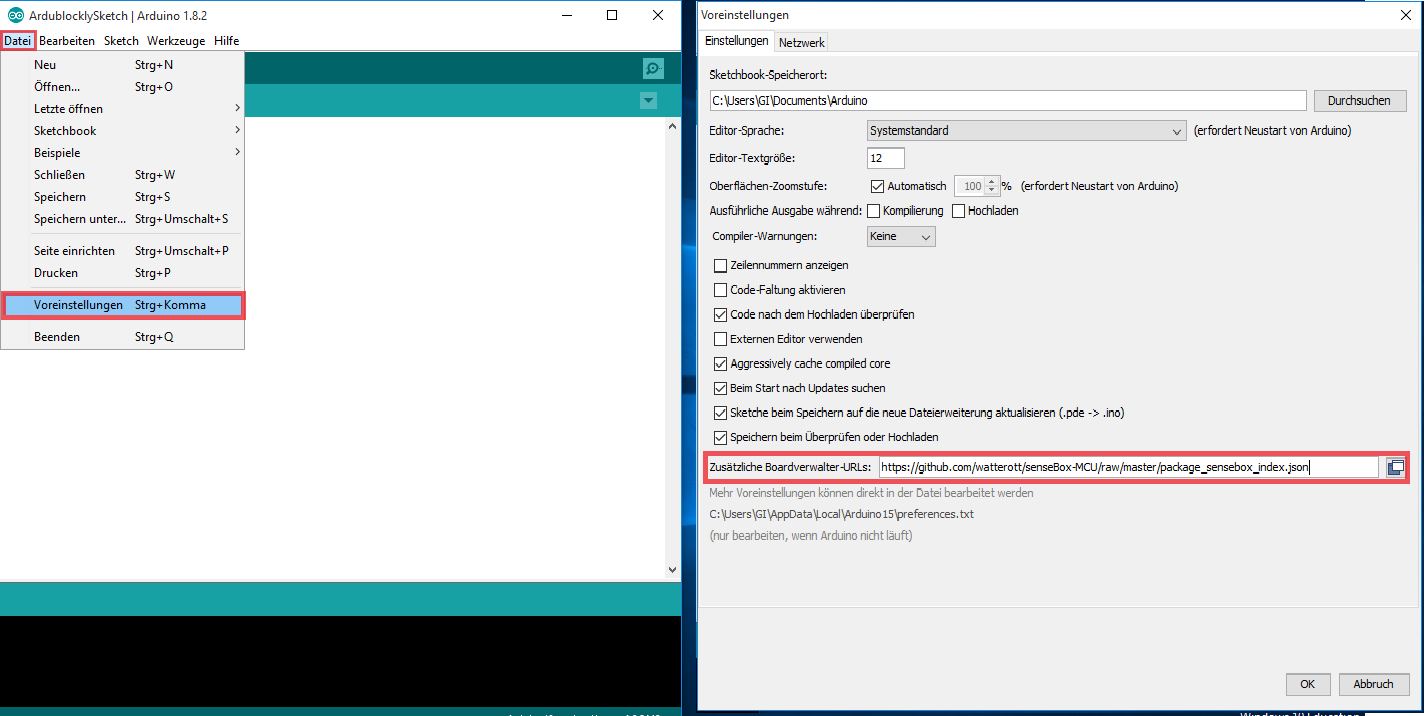 ArdublocklySketch | Arduino 1.8.2
Datei Bearbeiten Sketch Werkzeuge Hilfe
Neu Strg+N
Öffnen... Strg+O
Letzte öffnen
Sketchbook
Beispiele
Schließen Strg+W
Speichern Strg+S
Speichern unter... Strg+Umschalt+S
Seite einrichten Strg+Umschalt+P
Drucken Strg+P
Voreinstellungen Strg+Komma
Beenden Strg+Q
Voreinstellungen
Einstellungen Netzwerk
Sketchbook-Speicherort:
C:\Users\GI\Documents\Arduino Durchsuchen
Editor-Sprache: Systemstandard (erfordert Neustart von Arduino)
Editor-Textgröße: 12
Oberflächen-Zoomstufe: Automatisch 100 % (erfordert Neustart von Arduino)
Ausführliche Ausgabe während: Kompilierung Hochladen
Compiler-Warnungen: Keine
Zeilennummern anzeigen
Code-Faltung aktivieren
Code nach dem Hochladen überprüfen
Externen Editor verwenden
Aggressively cache compiled core
Beim Start nach Updates suchen
Sketche beim Speichern auf die neue Dateierweiterung aktualisieren (.pde -> .ino)
Speichern beim Überprüfen oder Hochladen
Zusätzliche Boardverwalter-URLs: https://github.com/watterott/senseBox-MCU/raw/master/package_sensebox_index.json
Mehr Voreinstellungen können direkt in der Datei bearbeitet werden
C:\Users\GI\AppData\Local\Arduino15\preferences.txt
(nur bearbeiten, wenn Arduino nicht läuft)
OK Abbruch
Windows 10 Education